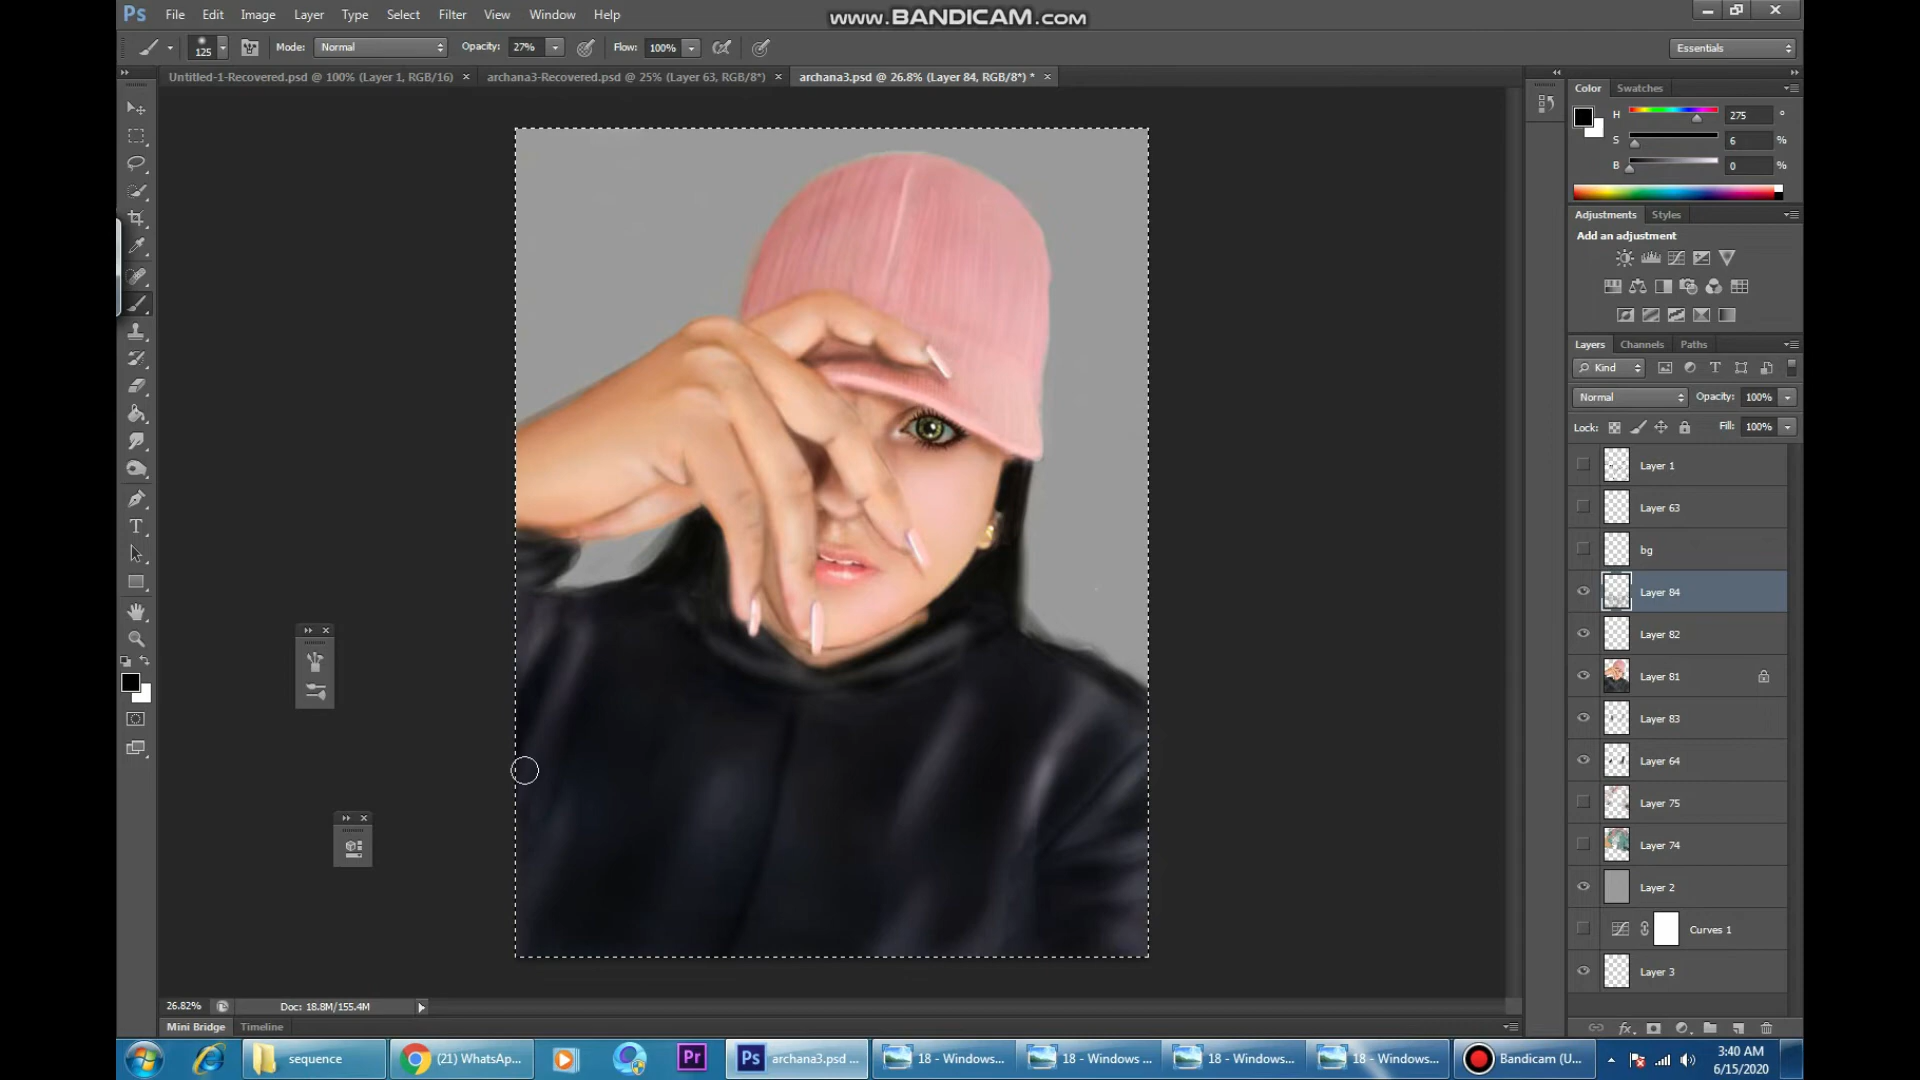 Ps File Edit Image Layer Type Select Filter View Window Help
www.BANDICAM.com
125 Mode: Normal Opacity: 27% Flow: 100% Essentials
Untitled-1-Recovered.psd @ 100% (Layer 1, RGB/16) × archana3-Recovered.psd @ 25% (Layer 63, RGB/8*) × archana3.psd @ 26.8% (Layer 84, RGB/8*) * ×
Color Swatches
H 275 °
S 6 %
B 0 %
Adjustments Styles
Add an adjustment
Layers Channels Paths
Kind
Normal Opacity: 100%
Lock: Fill: 100%
Layer 1
Layer 63
bg
Layer 84
Layer 82
Layer 81
Layer 83
Layer 64
Layer 75
Layer 74
Layer 2
Curves 1
Layer 3
26.82% Doc: 18.8M/155.4M
Mini Bridge Timeline
sequence (21) WhatsAp... Pr Ps archana3.psd ... 18 - Windows... 18 - Windows ... 18 - Windows... 18 - Windows... Bandicam (U...
3:40 AM
6/15/2020